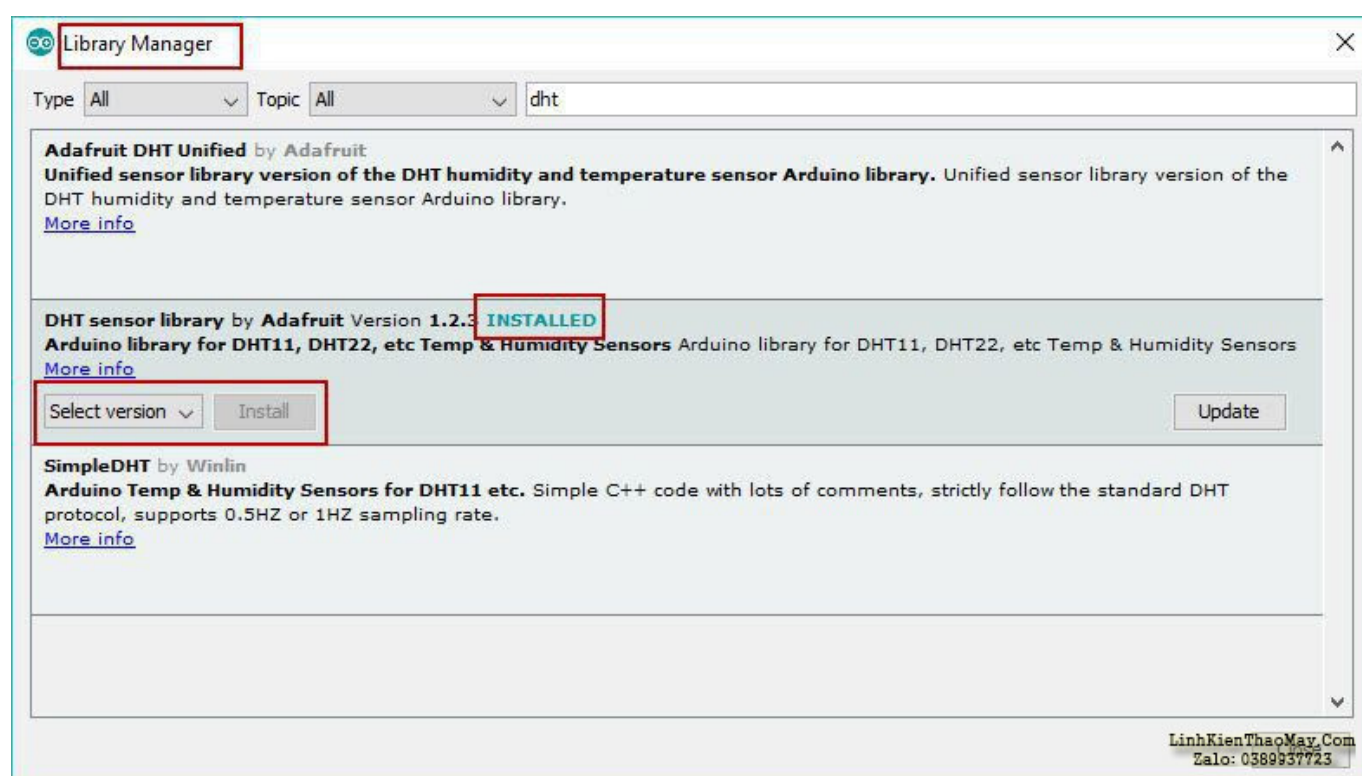 Library Manager
Type All Topic All dht
Adafruit DHT Unified by Adafruit
Unified sensor library version of the DHT humidity and temperature sensor Arduino library. Unified sensor library version of the
DHT humidity and temperature sensor Arduino library.
More info
DHT sensor library by Adafruit Version 1.2.3 INSTALLED
Arduino library for DHT11, DHT22, etc Temp & Humidity Sensors Arduino library for DHT11, DHT22, etc Temp & Humidity Sensors
More info
Select version Install Update
SimpleDHT by Winlin
Arduino Temp & Humidity Sensors for DHT11 etc. Simple C++ code with lots of comments, strictly follow the standard DHT
protocol, supports 0.5HZ or 1HZ sampling rate.
More info
Close
LinhKienThaoMay.Com
Zalo: 0389937723